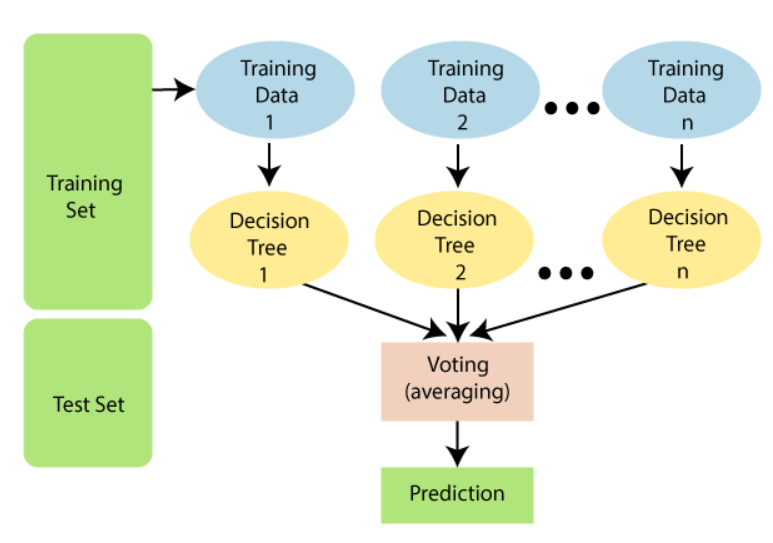 Training
Set
Test Set
Training
Data
1
Training
Data
2
Training
Data
n
Decision
Tree
1
Decision
Tree
2
Decision
Tree
n
Voting
(averaging)
Prediction